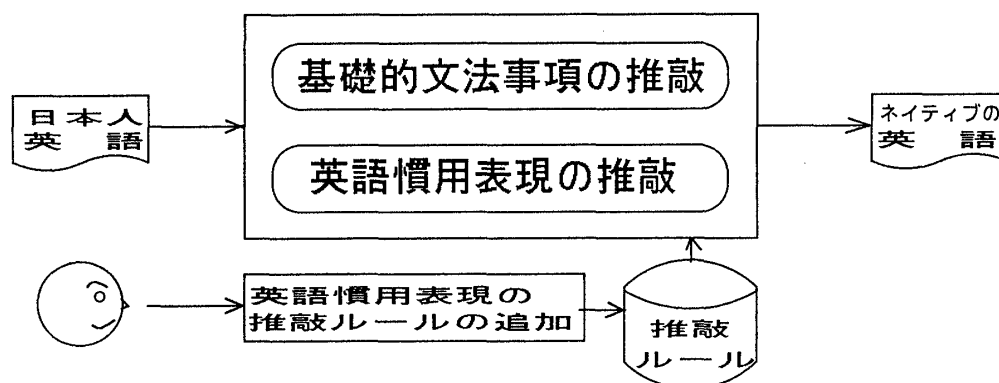 基礎的文法事項の推敲
日本人
英語
英語慣用表現の推敲
ネイティブの
英語
英語慣用表現の
推敲ルールの追加
推敲
ルール